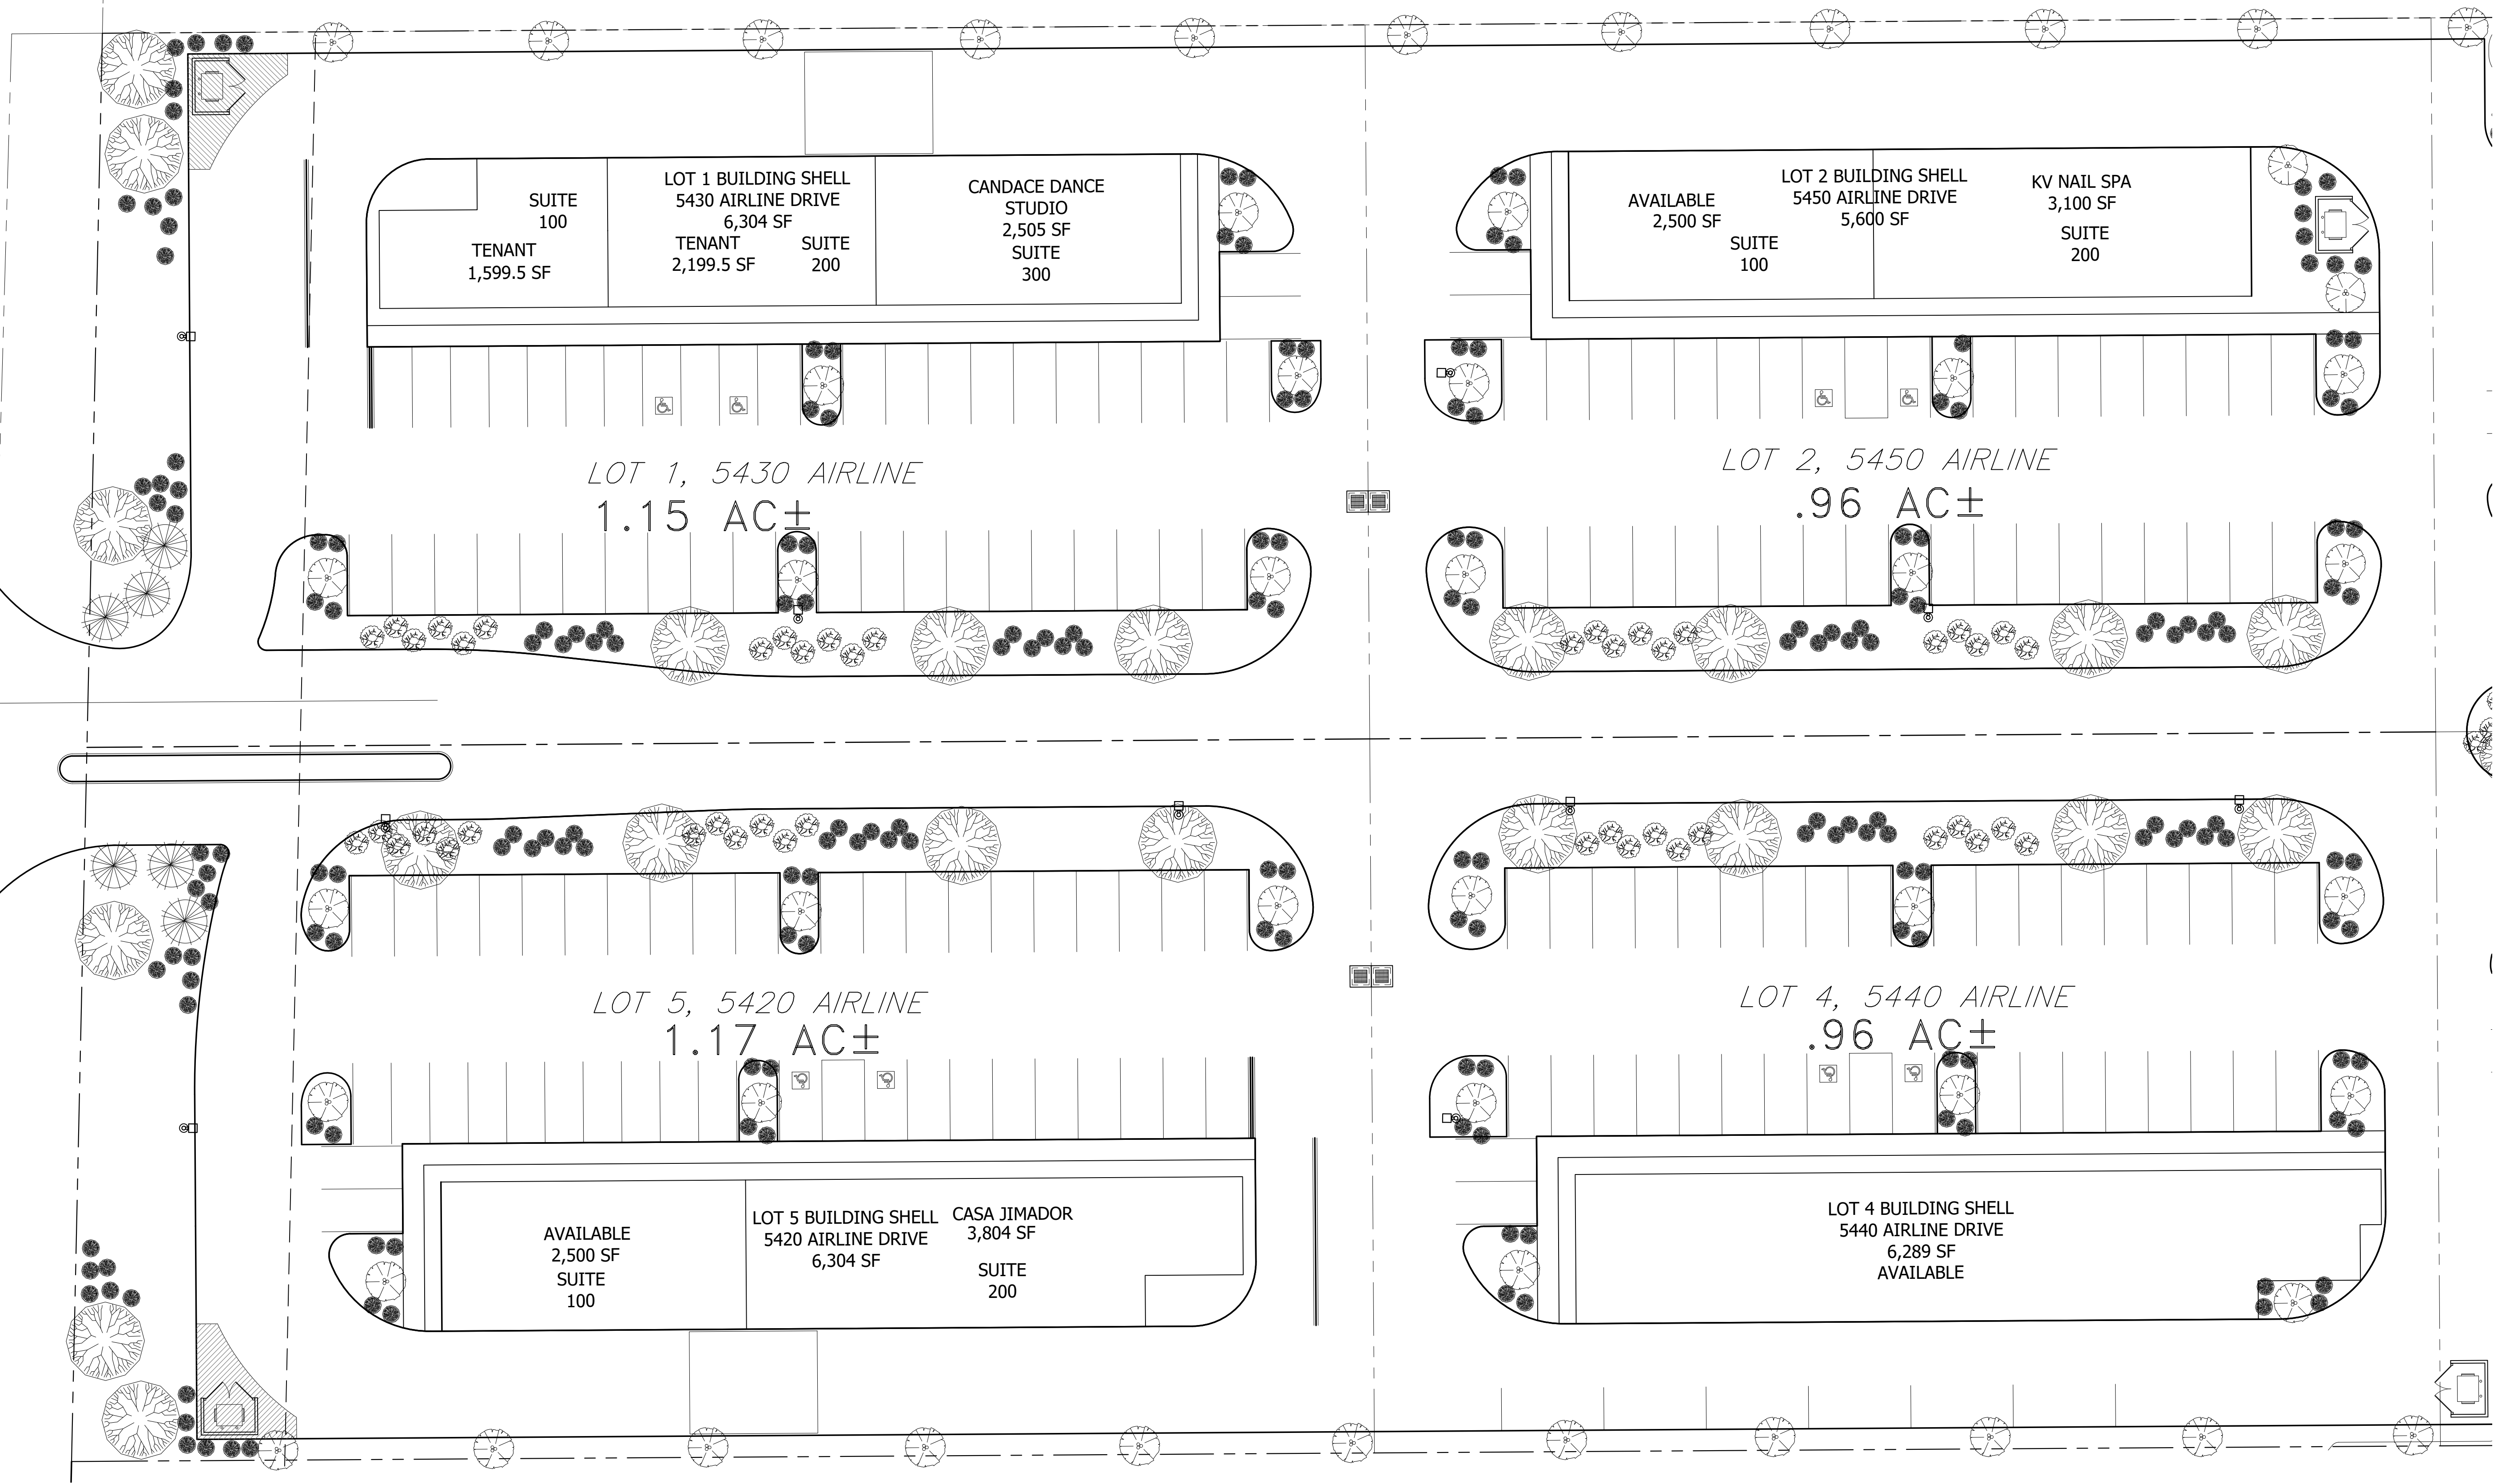 SUITE
100
TENANT
1,599.5 SF
LOT 1 BUILDING SHELL
5430 AIRLINE DRIVE
6,304 SF
TENANT
2,199.5 SF
SUITE
200
CANDACE DANCE
STUDIO
2,505 SF
SUITE
300
AVAILABLE
2,500 SF
SUITE
100
LOT 2 BUILDING SHELL
5450 AIRLINE DRIVE
5,600 SF
KV NAIL SPA
3,100 SF
SUITE
200
LOT 1, 5430 AIRLINE
1.15 AC±
LOT 2, 5450 AIRLINE
.96 AC±
LOT 5, 5420 AIRLINE
1.17 AC±
LOT 4, 5440 AIRLINE
.96 AC±
AVAILABLE
2,500 SF
SUITE
100
LOT 5 BUILDING SHELL
5420 AIRLINE DRIVE
6,304 SF
CASA JIMADOR
3,804 SF
SUITE
200
LOT 4 BUILDING SHELL
5440 AIRLINE DRIVE
6,289 SF
AVAILABLE